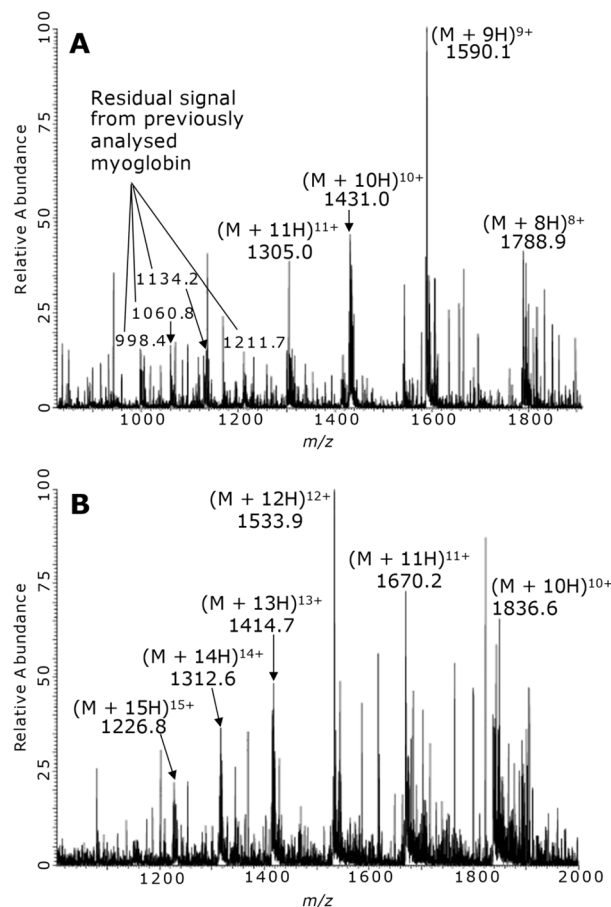 A
Relative Abundance
100
75
50
25
0
Residual signal
from previously
analysed
myoglobin
(M + 9H)9+
1590.1
(M + 10H)10+
1431.0
(M + 11H)11+
1305.0
(M + 8H)8+
1788.9
1134.2
1060.8
998.4
1211.7
1000
1200
1400
1600
1800
m/z
B
Relative Abundance
100
75
50
25
0
(M + 12H)12+
1533.9
(M + 11H)11+
1670.2
(M + 10H)10+
1836.6
(M + 13H)13+
1414.7
(M + 14H)14+
1312.6
(M + 15H)15+
1226.8
1200
1400
1600
1800
2000
m/z